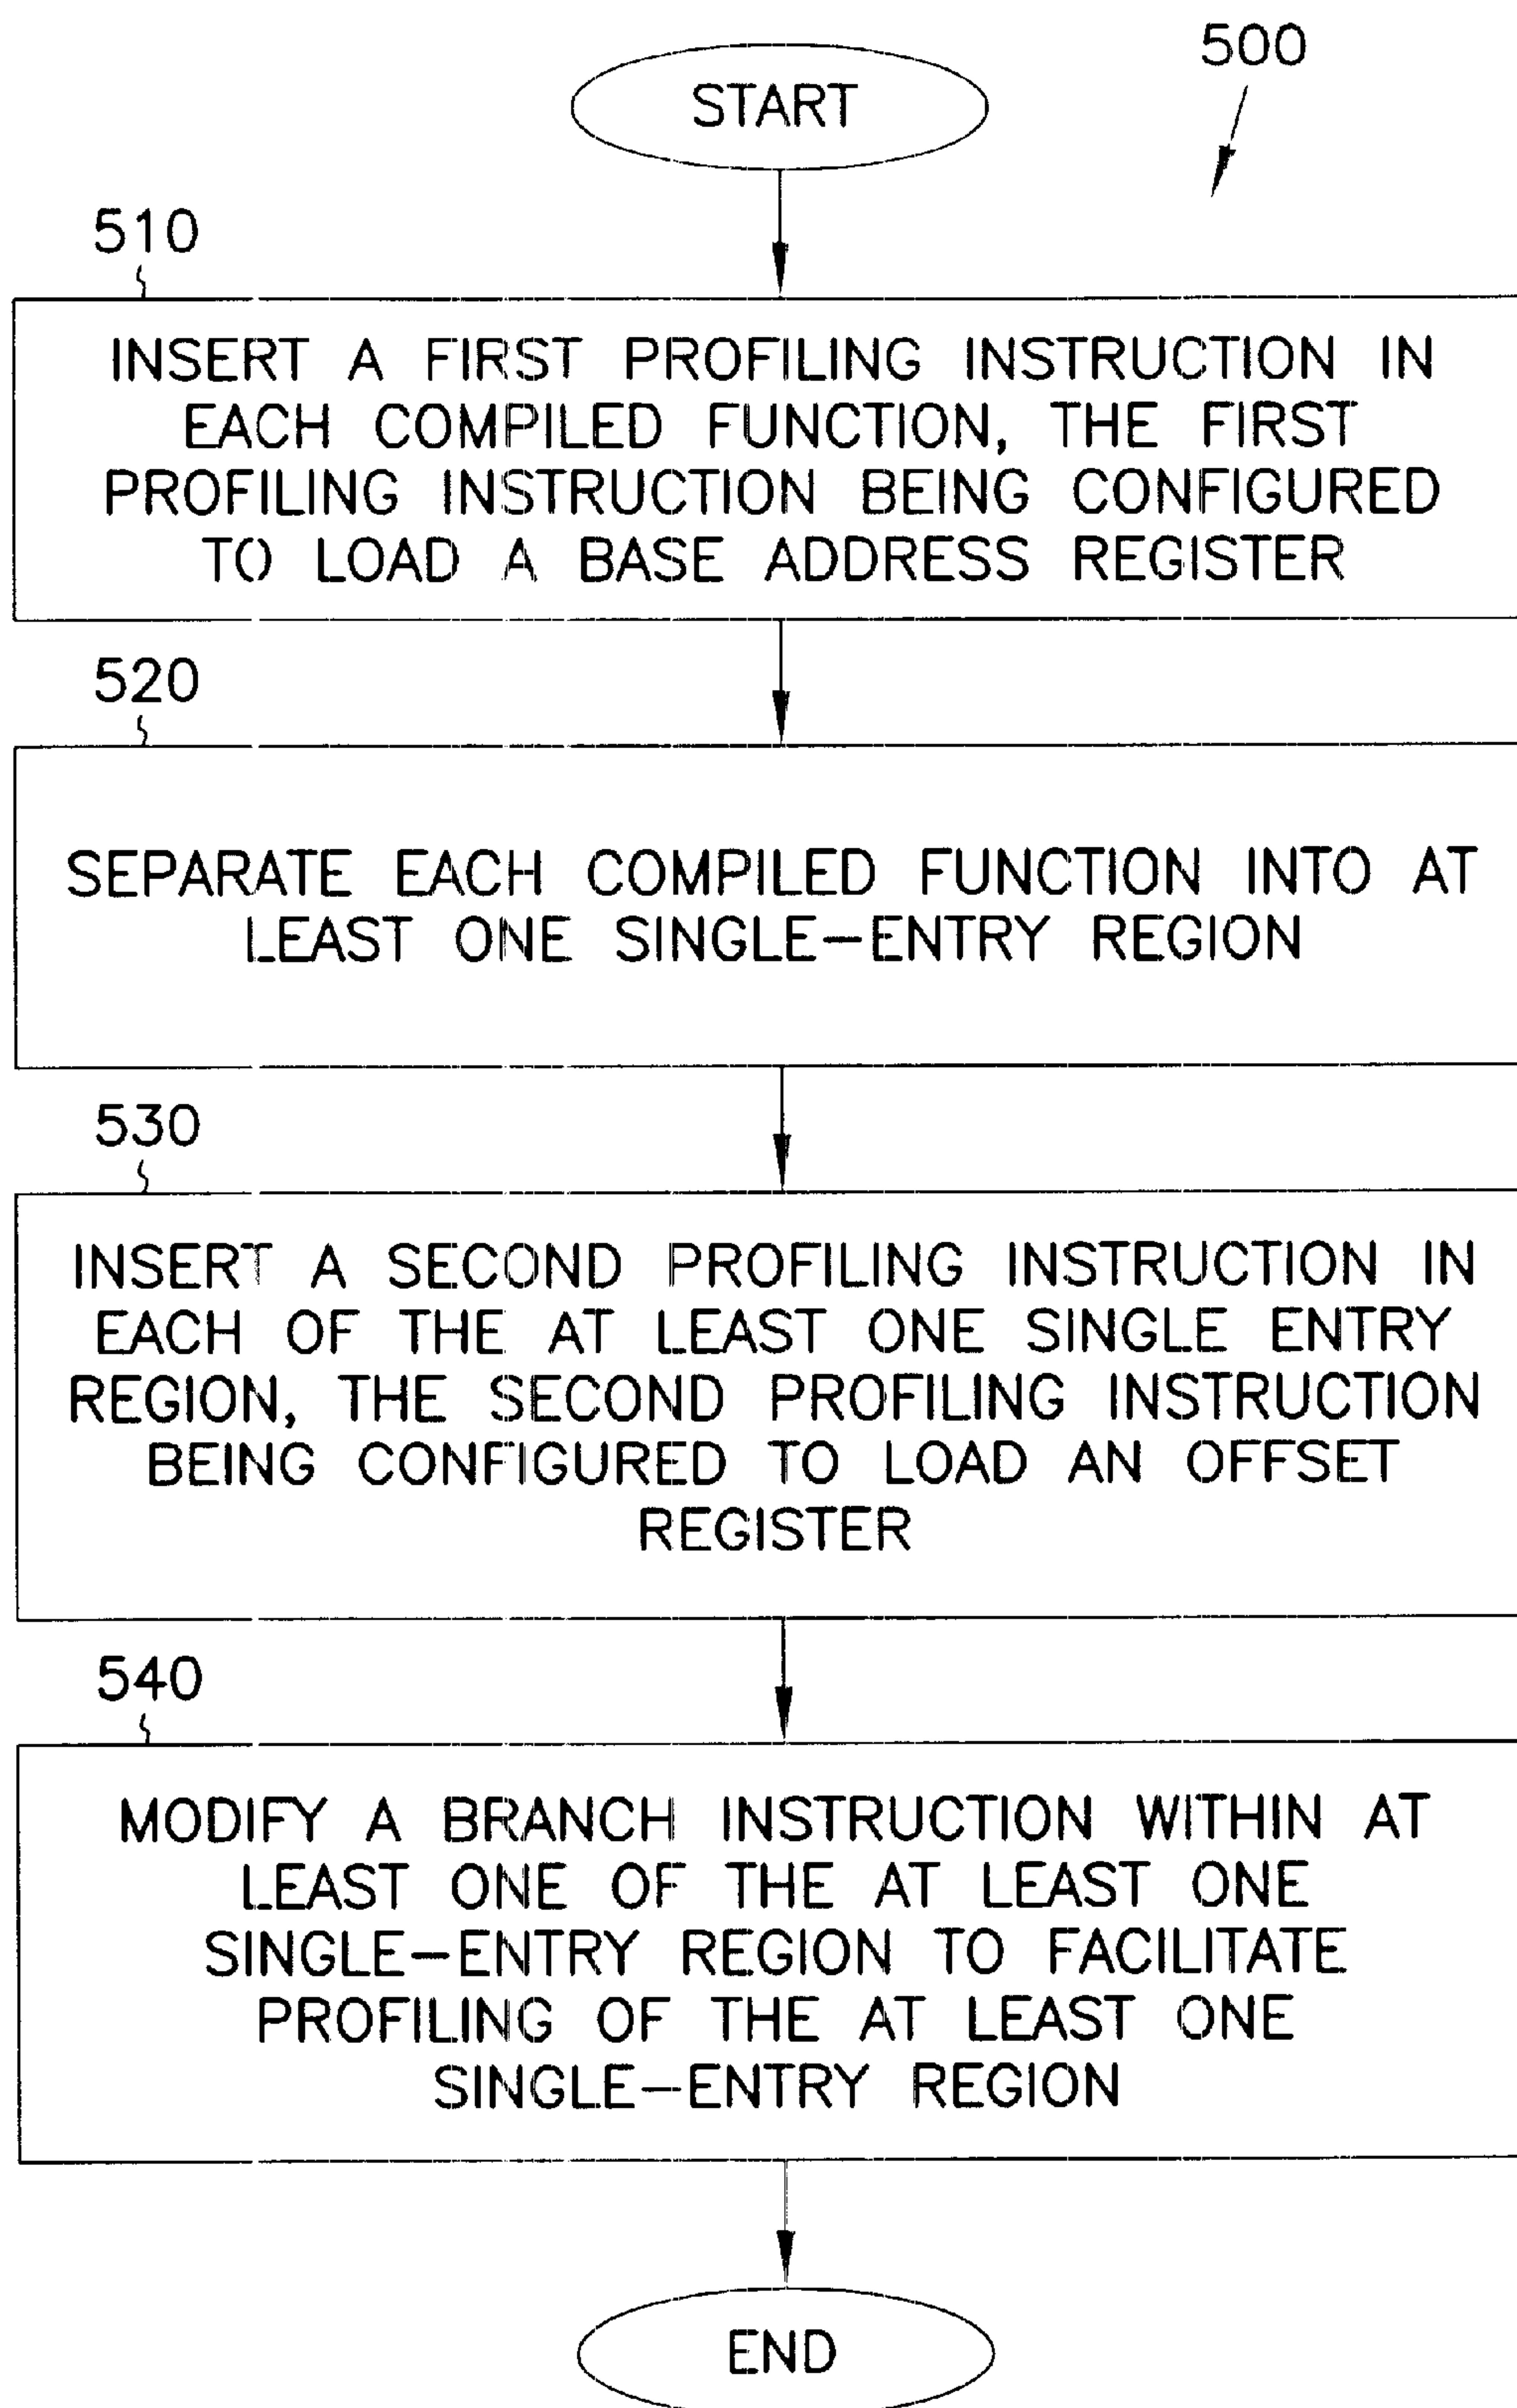 500
START
510
INSERT A FIRST PROFILING INSTRUCTION IN
EACH COMPILED FUNCTION, THE FIRST
PROFILING INSTRUCTION BEING CONFIGURED
TO LOAD A BASE ADDRESS REGISTER
520
SEPARATE EACH COMPILED FUNCTION INTO AT
LEAST ONE SINGLE-ENTRY REGION
530
INSERT A SECOND PROFILING INSTRUCTION IN
EACH OF THE AT LEAST ONE SINGLE ENTRY
REGION, THE SECOND PROFILING INSTRUCTION
BEING CONFIGURED TO LOAD AN OFFSET
REGISTER
540
MODIFY A BRANCH INSTRUCTION WITHIN AT
LEAST ONE OF THE AT LEAST ONE
SINGLE-ENTRY REGION TO FACILITATE
PROFILING OF THE AT LEAST ONE
SINGLE-ENTRY REGION
END